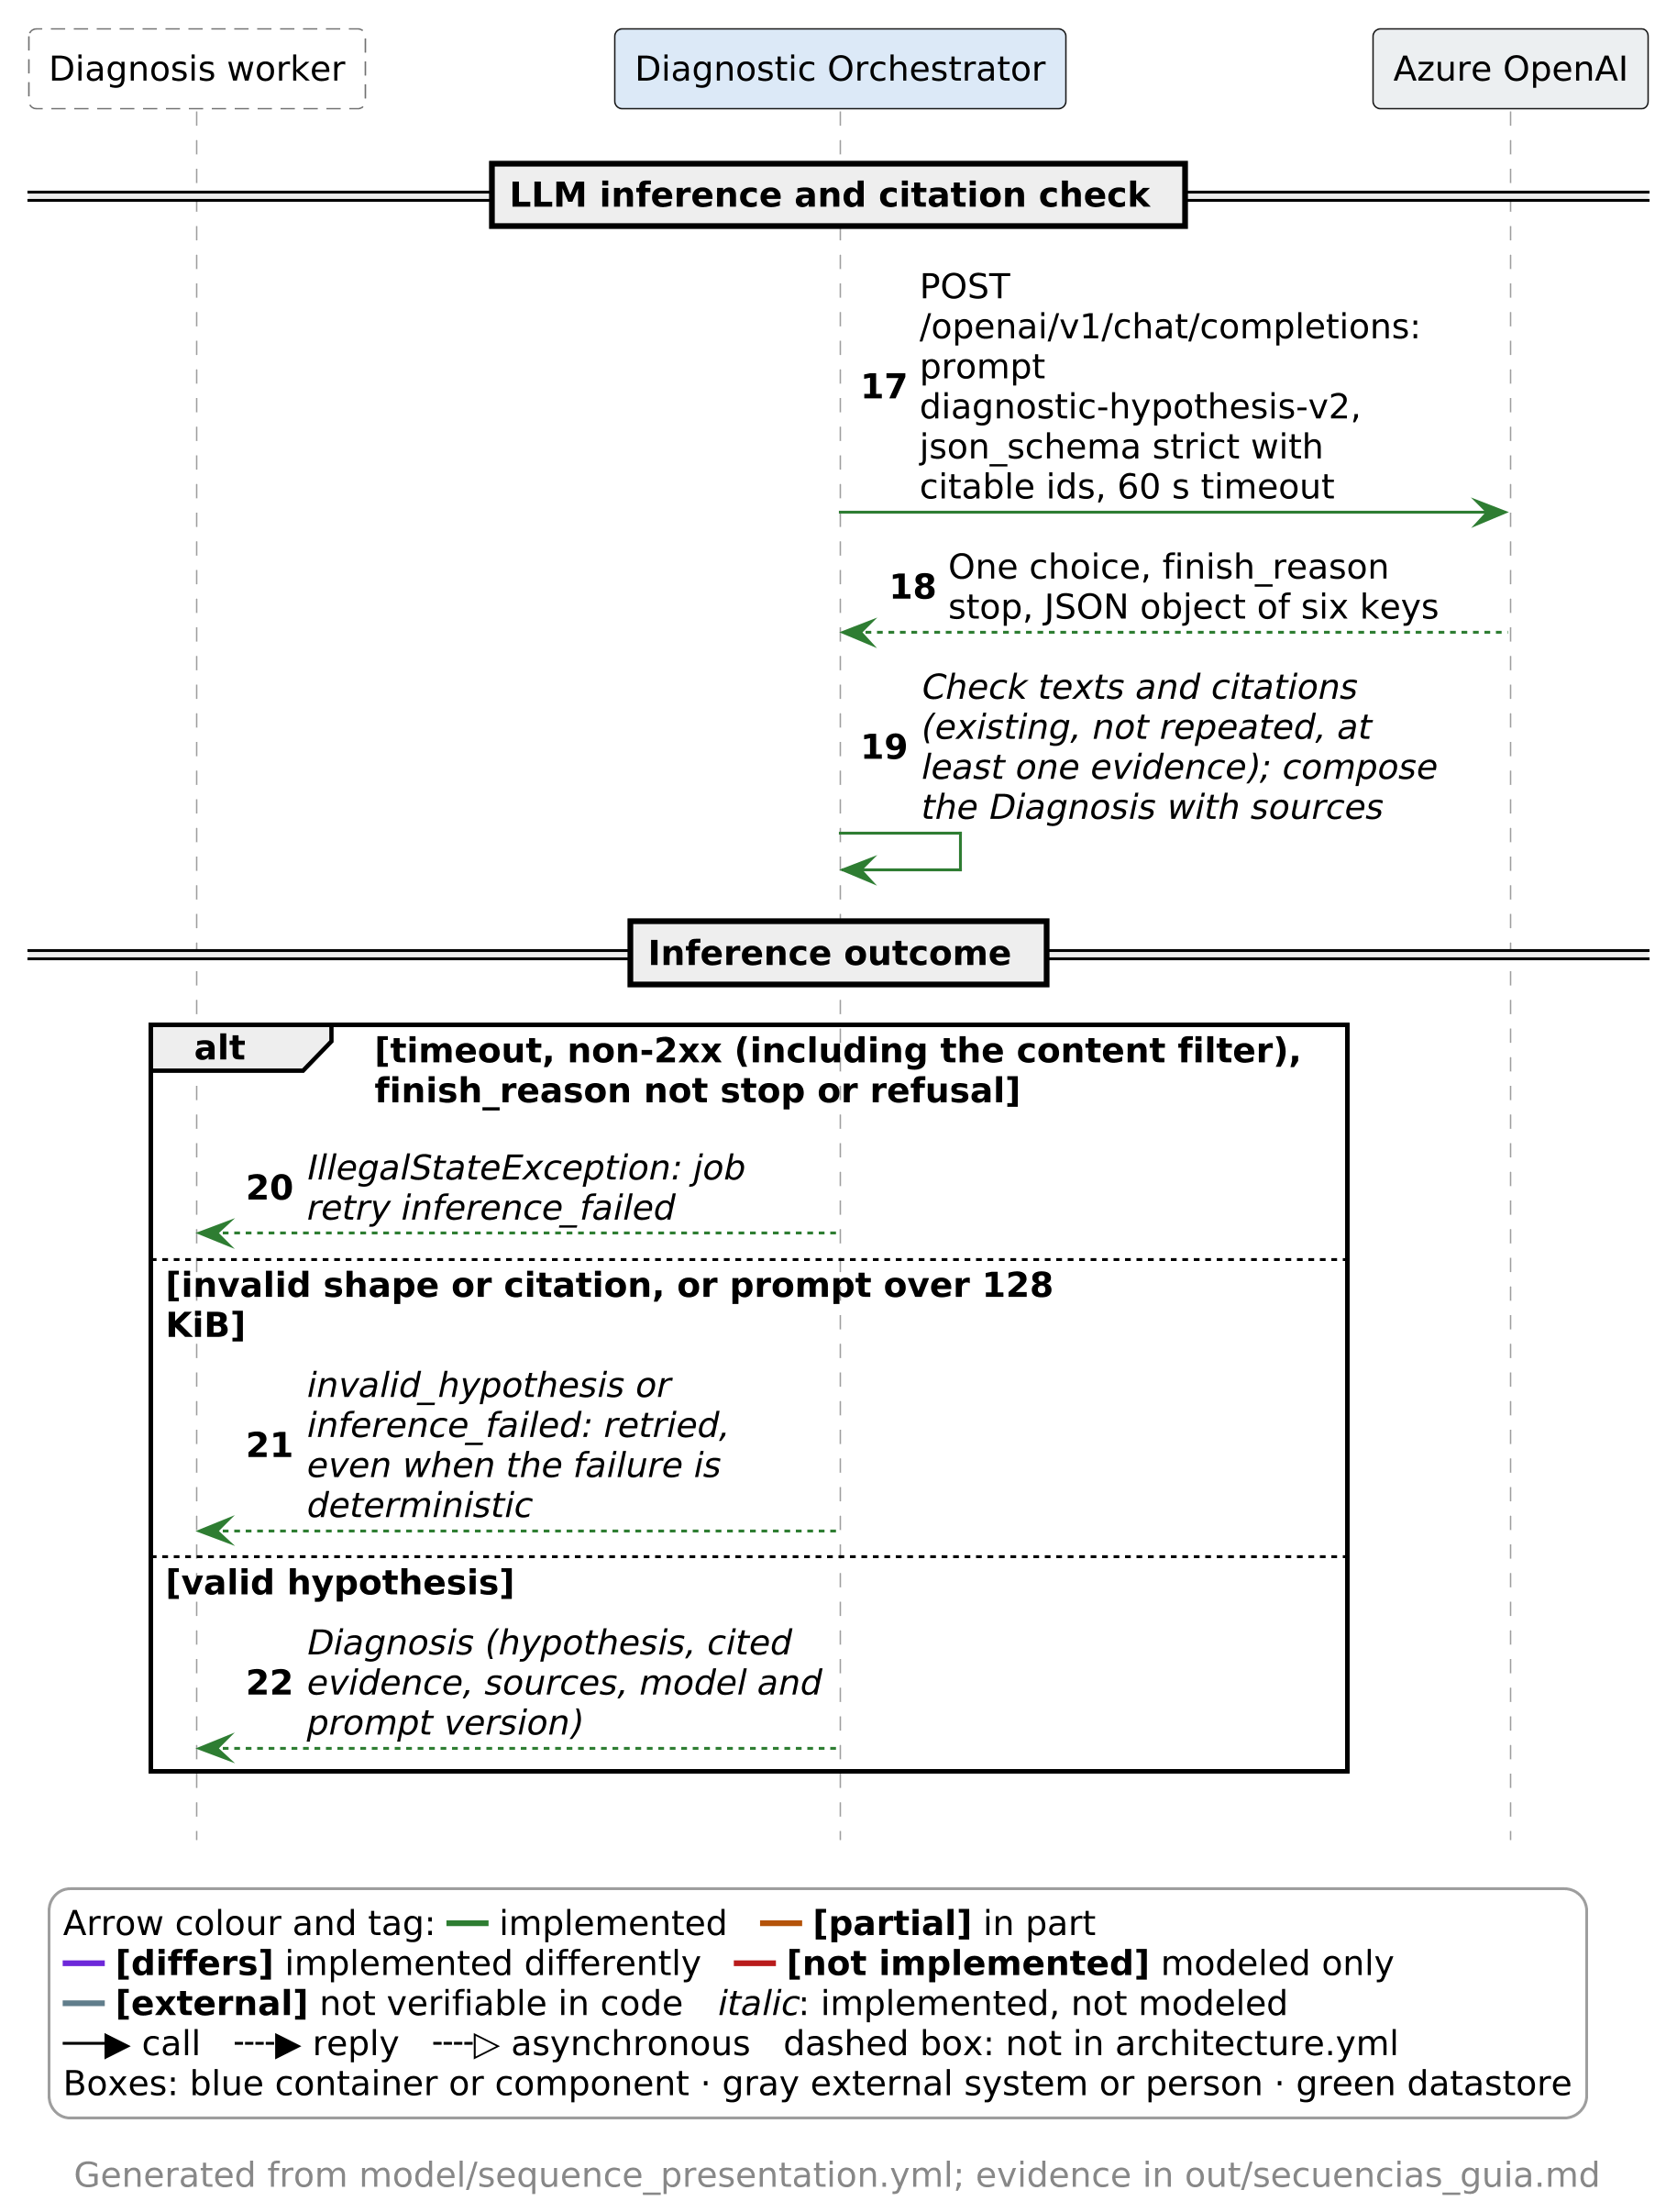 Diagnosis worker
Diagnostic Orchestrator
Azure OpenAI
LLM inference and citation check
POST
/openai/v1/chat/completions:
prompt
17
diagnostic-hypothesis-v2,
json_schema strict with
citable ids, 60 s timeout
One choice, finish_reason
18
stop, JSON object of six keys
Check texts and citations
(existing, not repeated, at
19
least one evidence); compose
the Diagnosis with sources
Inference outcome
alt
[timeout, non-2xx (including the content filter),
finish_reason not stop or refusal]
IllegalStateException: job
20
retry inference_failed
[invalid shape or citation, or prompt over 128
KiB]
invalid_hypothesis or
inference_failed: retried,
21
even when the failure is
deterministic
[valid hypothesis]
Diagnosis (hypothesis, cited
22 evidence, sources, model and
prompt version)
Arrow colour and tag: implemented [partial] in part
[differs] implemented differently [not implemented] modeled only
[external] not verifiable in code italic: implemented, not modeled
call reply asynchronous dashed box: not in architecture.yml
Boxes: blue container or component · gray external system or person · green datastore
Generated from model/sequence_presentation.yml; evidence in out/secuencias_guia.md